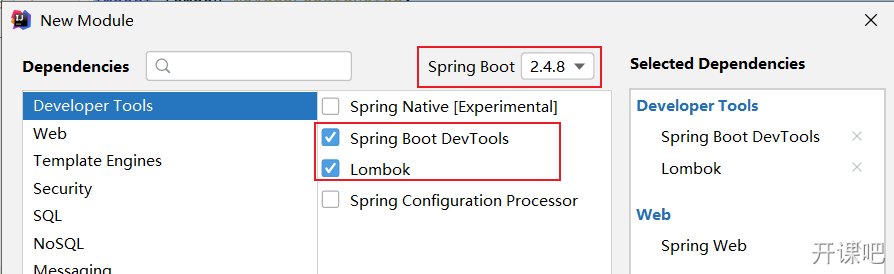 New Module
Dependencies
Spring Boot 2.4.8
Developer Tools
Web
Template Engines
Security
SQL
NoSQL
Messaging
Spring Native [Experimental]
Spring Boot DevTools
Lombok
Spring Configuration Processor
Selected Dependencies
Developer Tools
Spring Boot DevTools
Lombok
Web
Spring Web
开课吧